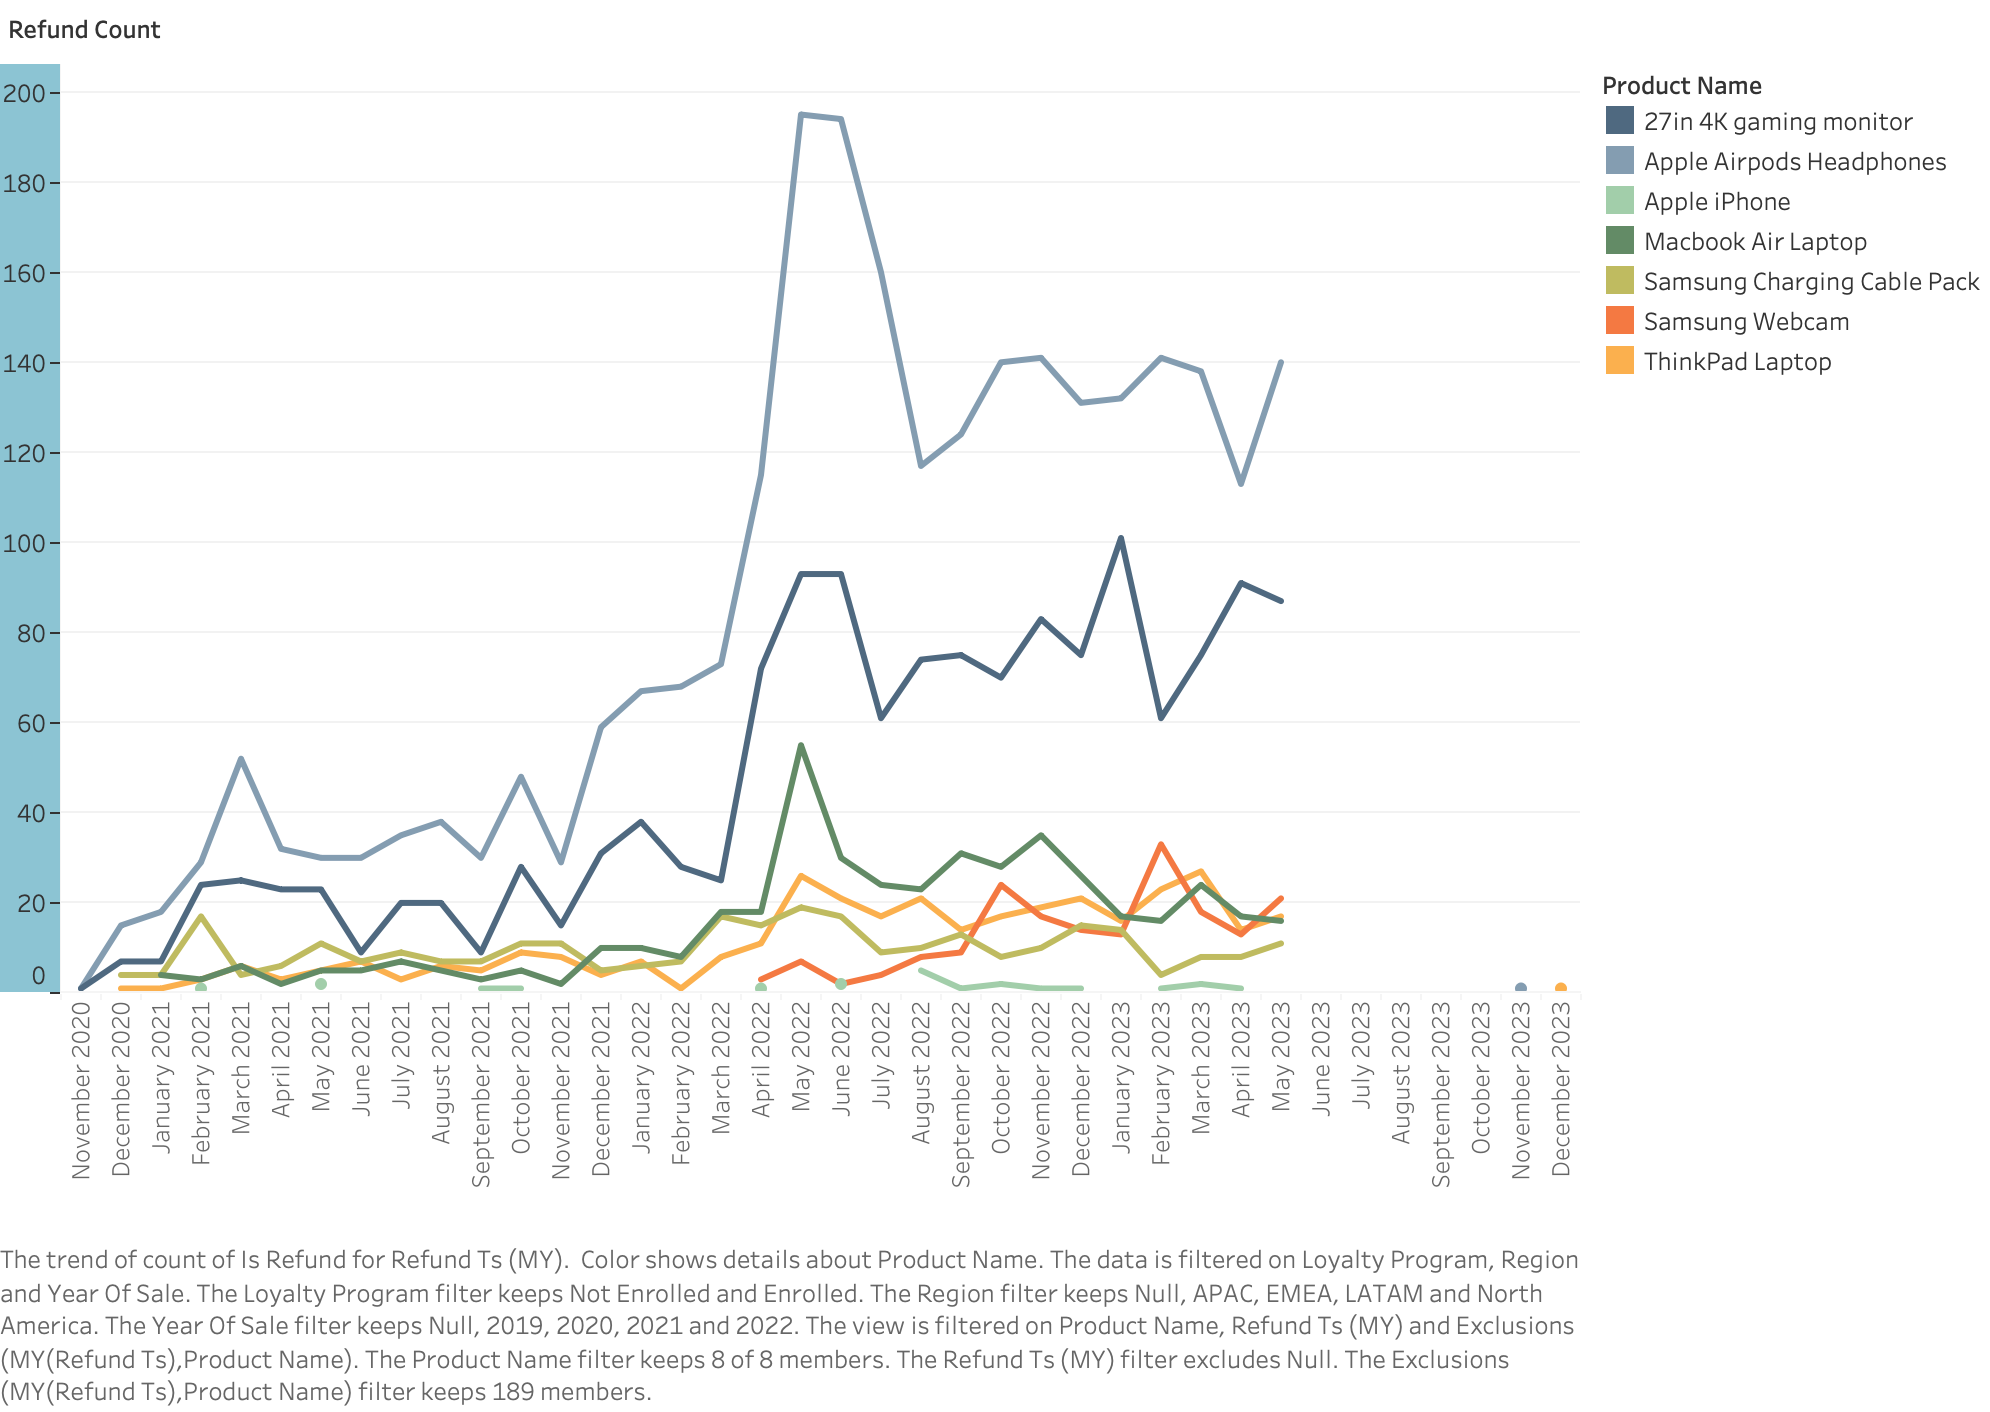 Refund Count
200
180
160
140
120
100
80
60
40
20
0
Product Name
27in 4K gaming monitor
Apple Airpods Headphones
Apple iPhone
Macbook Air Laptop
Samsung Charging Cable Pack
Samsung Webcam
ThinkPad Laptop
November 2020
December 2020
January 2021
February 2021
March 2021
April 2021
May 2021
June 2021
July 2021
August 2021
September 2021
October 2021
November 2021
December 2021
January 2022
February 2022
March 2022
April 2022
May 2022
June 2022
July 2022
August 2022
September 2022
October 2022
November 2022
December 2022
January 2023
February 2023
March 2023
April 2023
May 2023
June 2023
July 2023
August 2023
September 2023
October 2023
November 2023
December 2023
The trend of count of Is Refund for Refund Ts (MY).  Color shows details about Product Name. The data is filtered on Loyalty Program, Region
and Year Of Sale. The Loyalty Program filter keeps Not Enrolled and Enrolled. The Region filter keeps Null, APAC, EMEA, LATAM and North
America. The Year Of Sale filter keeps Null, 2019, 2020, 2021 and 2022. The view is filtered on Product Name, Refund Ts (MY) and Exclusions
(MY(Refund Ts),Product Name). The Product Name filter keeps 8 of 8 members. The Refund Ts (MY) filter excludes Null. The Exclusions
(MY(Refund Ts),Product Name) filter keeps 189 members.